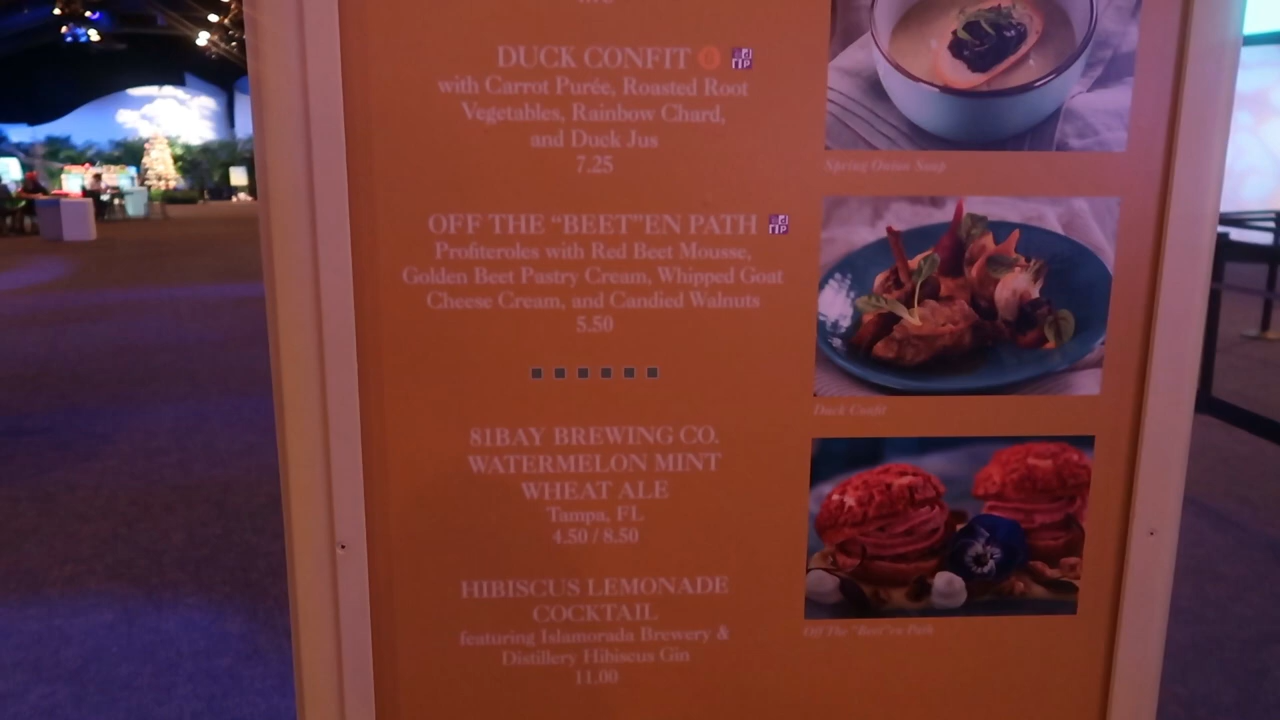 DUCK CONFIT
with Carrot Purée, Roasted Root
Vegetables, Rainbow Chard,
and Duck Jus
7.25
OFF THE “BEET”EN PATH
Profiteroles with Red Beet Mousse,
Golden Beet Pastry Cream, Whipped Goat
Cheese Cream, and Candied Walnuts
5.50
81BAY BREWING CO.
WATERMELON MINT
WHEAT ALE
Tampa, FL
4.50 / 8.50
HIBISCUS LEMONADE
COCKTAIL
featuring Islamorada Brewery &
Distillery Hibiscus Gin
11.00
Spring Onion Soup
Duck Confit
Off The “Beet”en Path